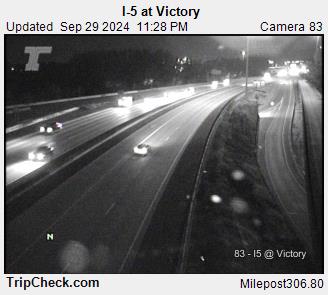 I-5 at Victory
Updated Sep 29 2024 11:28 PM Camera 83
T
N
83 - I5 @ Victory
TripCheck.com Milepost306.80